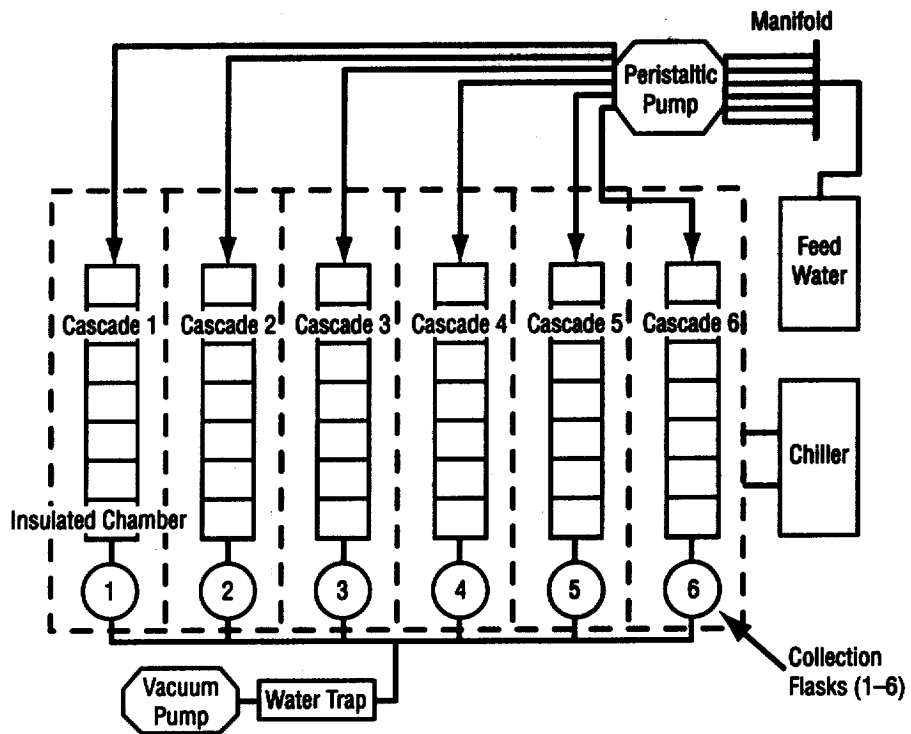 Manifold
Peristaltic
Pump
Feed
Water
Cascade 1
Cascade 2
Cascade 3
Cascade 4
Cascade 5
Cascade 6
Chiller
Insulated Chamber
1
2
3
4
5
6
Collection
Flasks (1–6)
Vacuum
Pump
Water Trap